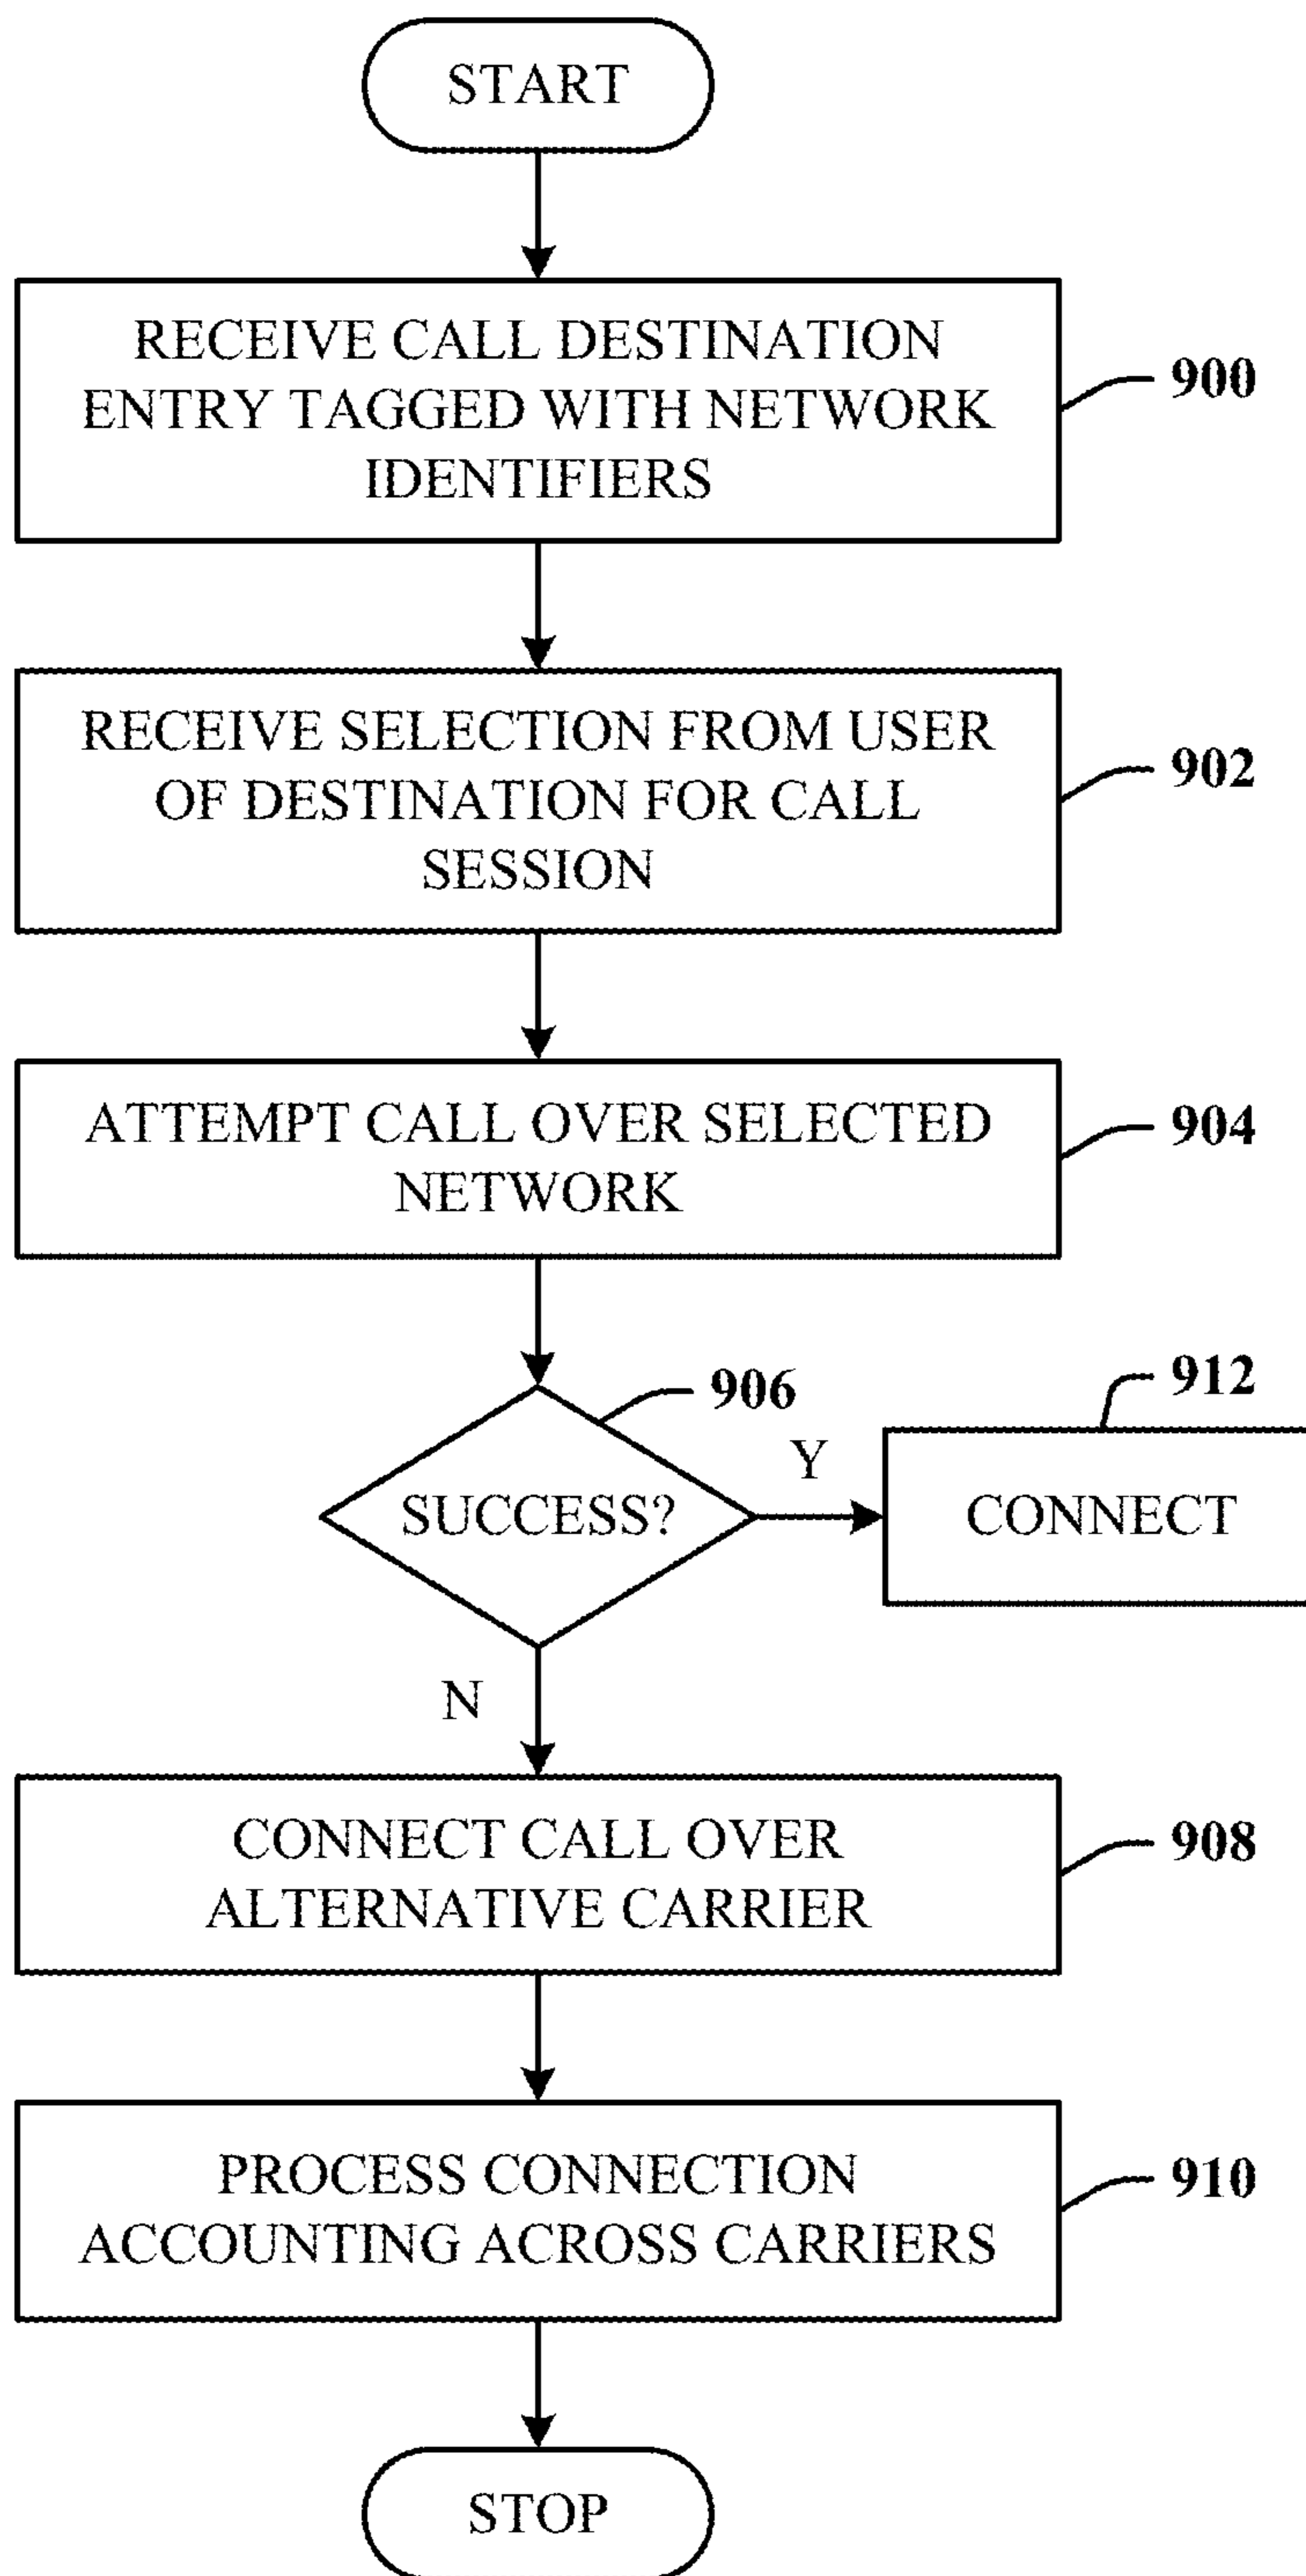 START
RECEIVE CALL DESTINATION
ENTRY TAGGED WITH NETWORK
IDENTIFIERS
900
RECEIVE SELECTION FROM USER
OF DESTINATION FOR CALL
SESSION
902
ATTEMPT CALL OVER SELECTED
NETWORK
904
906
SUCCESS?
Y
912
CONNECT
N
CONNECT CALL OVER
ALTERNATIVE CARRIER
908
PROCESS CONNECTION
ACCOUNTING ACROSS CARRIERS
910
STOP